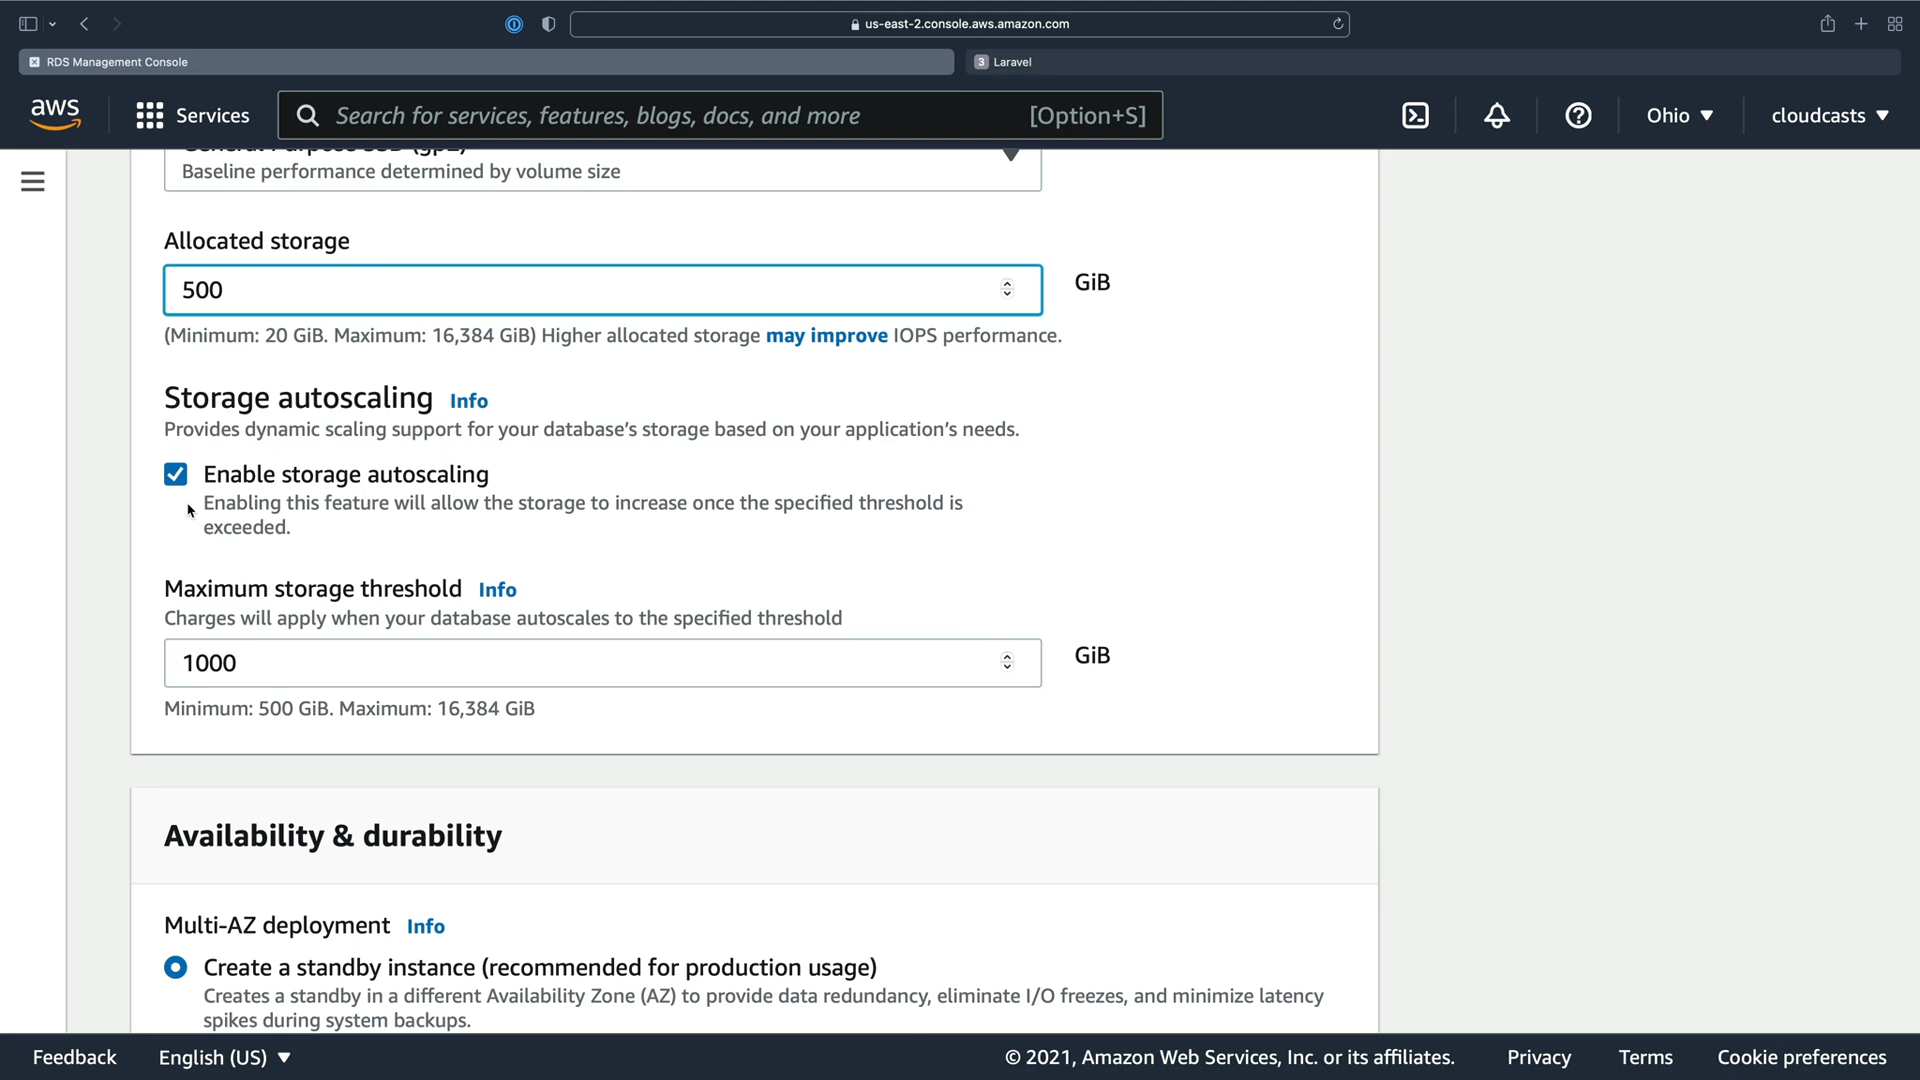 us-east-2.console.aws.amazon.com
RDS Management Console
3 Laravel
aws
Services
Search for services, features, blogs, docs, and more [Option+S]
Ohio
cloudcasts
General Purpose SSD (gp2)
Baseline performance determined by volume size
Allocated storage
500 GiB
(Minimum: 20 GiB. Maximum: 16,384 GiB) Higher allocated storage may improve IOPS performance.
Storage autoscaling Info
Provides dynamic scaling support for your database's storage based on your application's needs.
Enable storage autoscaling
Enabling this feature will allow the storage to increase once the specified threshold is
exceeded.
Maximum storage threshold Info
Charges will apply when your database autoscales to the specified threshold
1000 GiB
Minimum: 500 GiB. Maximum: 16,384 GiB
Availability & durability
Multi-AZ deployment Info
Create a standby instance (recommended for production usage)
Creates a standby in a different Availability Zone (AZ) to provide data redundancy, eliminate I/O freezes, and minimize latency
spikes during system backups.
Feedback English (US) © 2021, Amazon Web Services, Inc. or its affiliates. Privacy Terms Cookie preferences